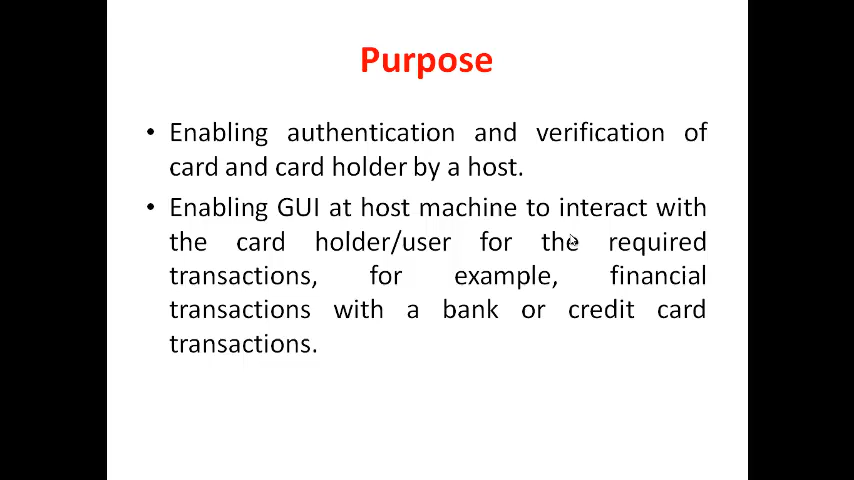 Purpose
• Enabling authentication and verification of
card and card holder by a host.
• Enabling GUI at host machine to interact with
the card holder/user for the required
transactions, for example, financial
transactions with a bank or credit card
transactions.